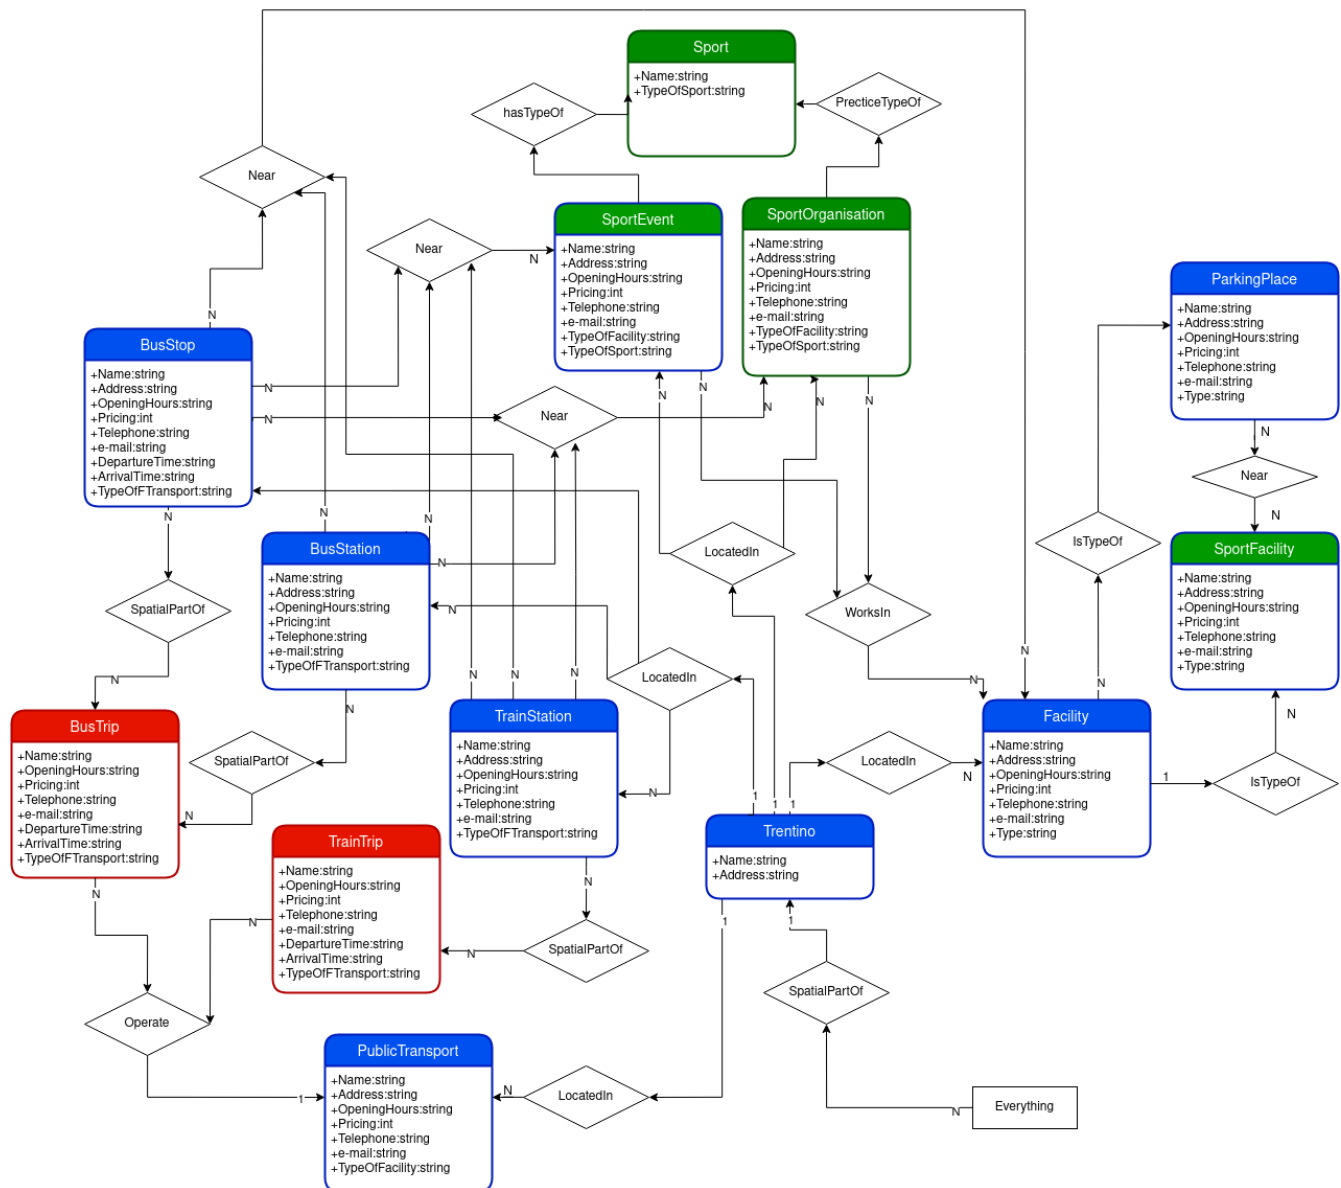 Sport
+Name:string
+TypeOfSport:string
hasTypeOf
PrecticeTypeOf
Near
SportEvent
+Name:string
+Address:string
+OpeningHours:string
+Pricing:int
+Telephone:string
+e-mail:string
+TypeOfFacility:string
+TypeOfSport:string
SportOrganisation
+Name:string
+Address:string
+OpeningHours:string
+Pricing:int
+Telephone:string
+e-mail:string
+TypeOfFacility:string
+TypeOfSport:string
Near
N
ParkingPlace
+Name:string
+Address:string
+OpeningHours:string
+Pricing:int
+Telephone:string
+e-mail:string
+Type:string
N
BusStop
+Name:string
+Address:string
+OpeningHours:string
+Pricing:int
+Telephone:string
+e-mail:string
+DepartureTime:string
+ArrivalTime:string
+TypeOfFTransport:string
N
N
Near
N
N
N
N
N
N
Near
N
N
N
N
BusStation
+Name:string
+Address:string
+OpeningHours:string
+Pricing:int
+Telephone:string
+e-mail:string
+TypeOfFTransport:string
N
LocatedIn
IsTypeOf
SportFacility
+Name:string
+Address:string
+OpeningHours:string
+Pricing:int
+Telephone:string
+e-mail:string
+Type:string
SpatialPartOf
N
WorksIn
N
N
N
N
N
LocatedIn
N
N
N
BusTrip
+Name:string
+OpeningHours:string
+Pricing:int
+Telephone:string
+e-mail:string
+DepartureTime:string
+ArrivalTime:string
+TypeOfFTransport:string
N
SpatialPartOf
N
TrainStation
+Name:string
+Address:string
+OpeningHours:string
+Pricing:int
+Telephone:string
+e-mail:string
+TypeOfFTransport:string
N
LocatedIn
N
Facility
+Name:string
+Address:string
+OpeningHours:string
+Pricing:int
+Telephone:string
+e-mail:string
+Type:string
N
1
IsTypeOf
1
1
1
Trentino
+Name:string
+Address:string
TrainTrip
+Name:string
+OpeningHours:string
+Pricing:int
+Telephone:string
+e-mail:string
+DepartureTime:string
+ArrivalTime:string
+TypeOfFTransport:string
N
N
N
N
SpatialPartOf
1
1
SpatialPartOf
Operate
PublicTransport
+Name:string
+Address:string
+OpeningHours:string
+Pricing:int
+Telephone:string
+e-mail:string
+TypeOfFacility:string
1
N
LocatedIn
N
Everything